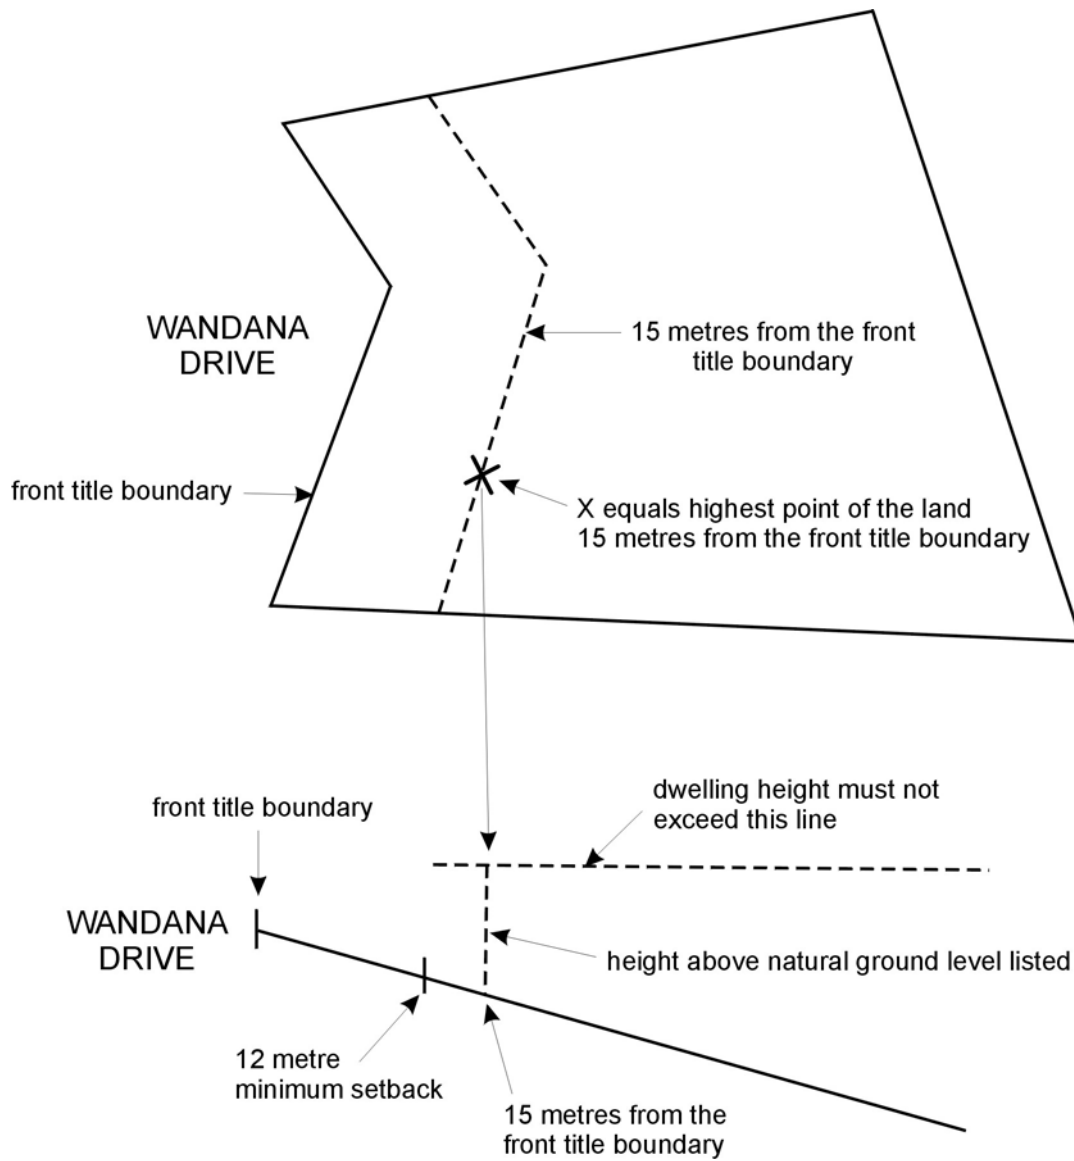 WANDANA
DRIVE
15 metres from the front
title boundary
front title boundary
X equals highest point of the land
15 metres from the front title boundary
dwelling height must not
exceed this line
front title boundary
WANDANA
DRIVE
height above natural ground level listed
12 metre
minimum setback
15 metres from the
front title boundary